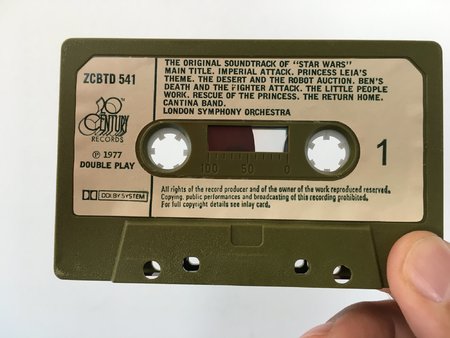 ZCBTD 541
20th
CENTURY
RECORDS
℗ 1977
DOUBLE PLAY
DOLBY SYSTEM
THE ORIGINAL SOUNDTRACK OF "STAR WARS"
MAIN TITLE. IMPERIAL ATTACK. PRINCESS LEIA'S
THEME. THE DESERT AND THE ROBOT AUCTION. BEN'S
DEATH AND THE FIGHTER ATTACK. THE LITTLE PEOPLE
WORK. RESCUE OF THE PRINCESS. THE RETURN HOME.
CANTINA BAND.
LONDON SYMPHONY ORCHESTRA
100 50 0
1
All rights of the record producer and of the owner of the work reproduced reserved.
Copying, public performances and broadcasting of this recording prohibited.
For full copyright details see inlay card.